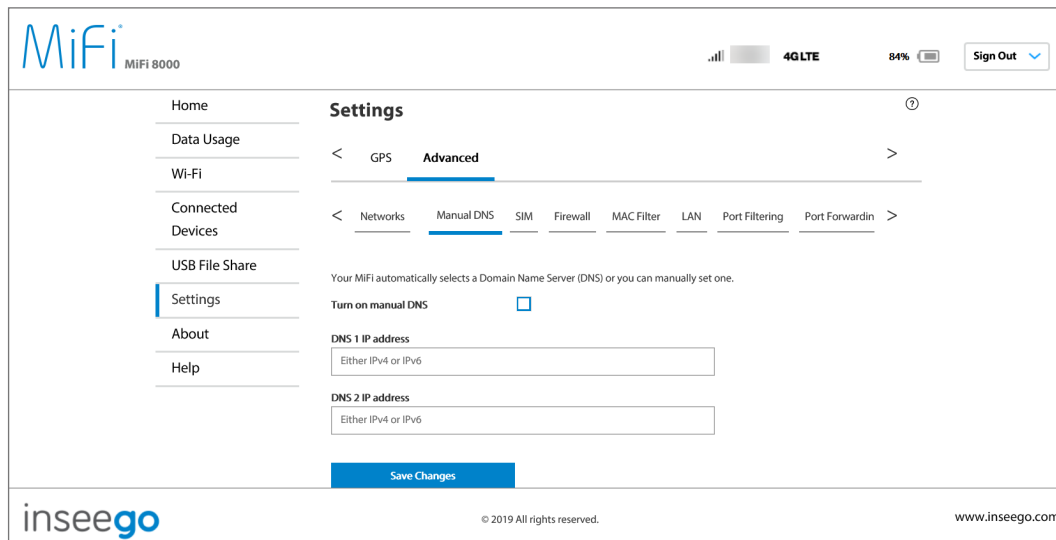 MiFi
MiFi 8000
4G LTE
84%
Sign Out
Home
Data Usage
Wi-Fi
Connected
Devices
USB File Share
Settings
About
Help
Settings
?
< GPS Advanced >
< Networks Manual DNS SIM Firewall MAC Filter LAN Port Filtering Port Forwardin >
Your MiFi automatically selects a Domain Name Server (DNS) or you can manually set one.
Turn on manual DNS
DNS 1 IP address
Either IPv4 or IPv6
DNS 2 IP address
Either IPv4 or IPv6
Save Changes
inseego
© 2019 All rights reserved.
www.inseego.com